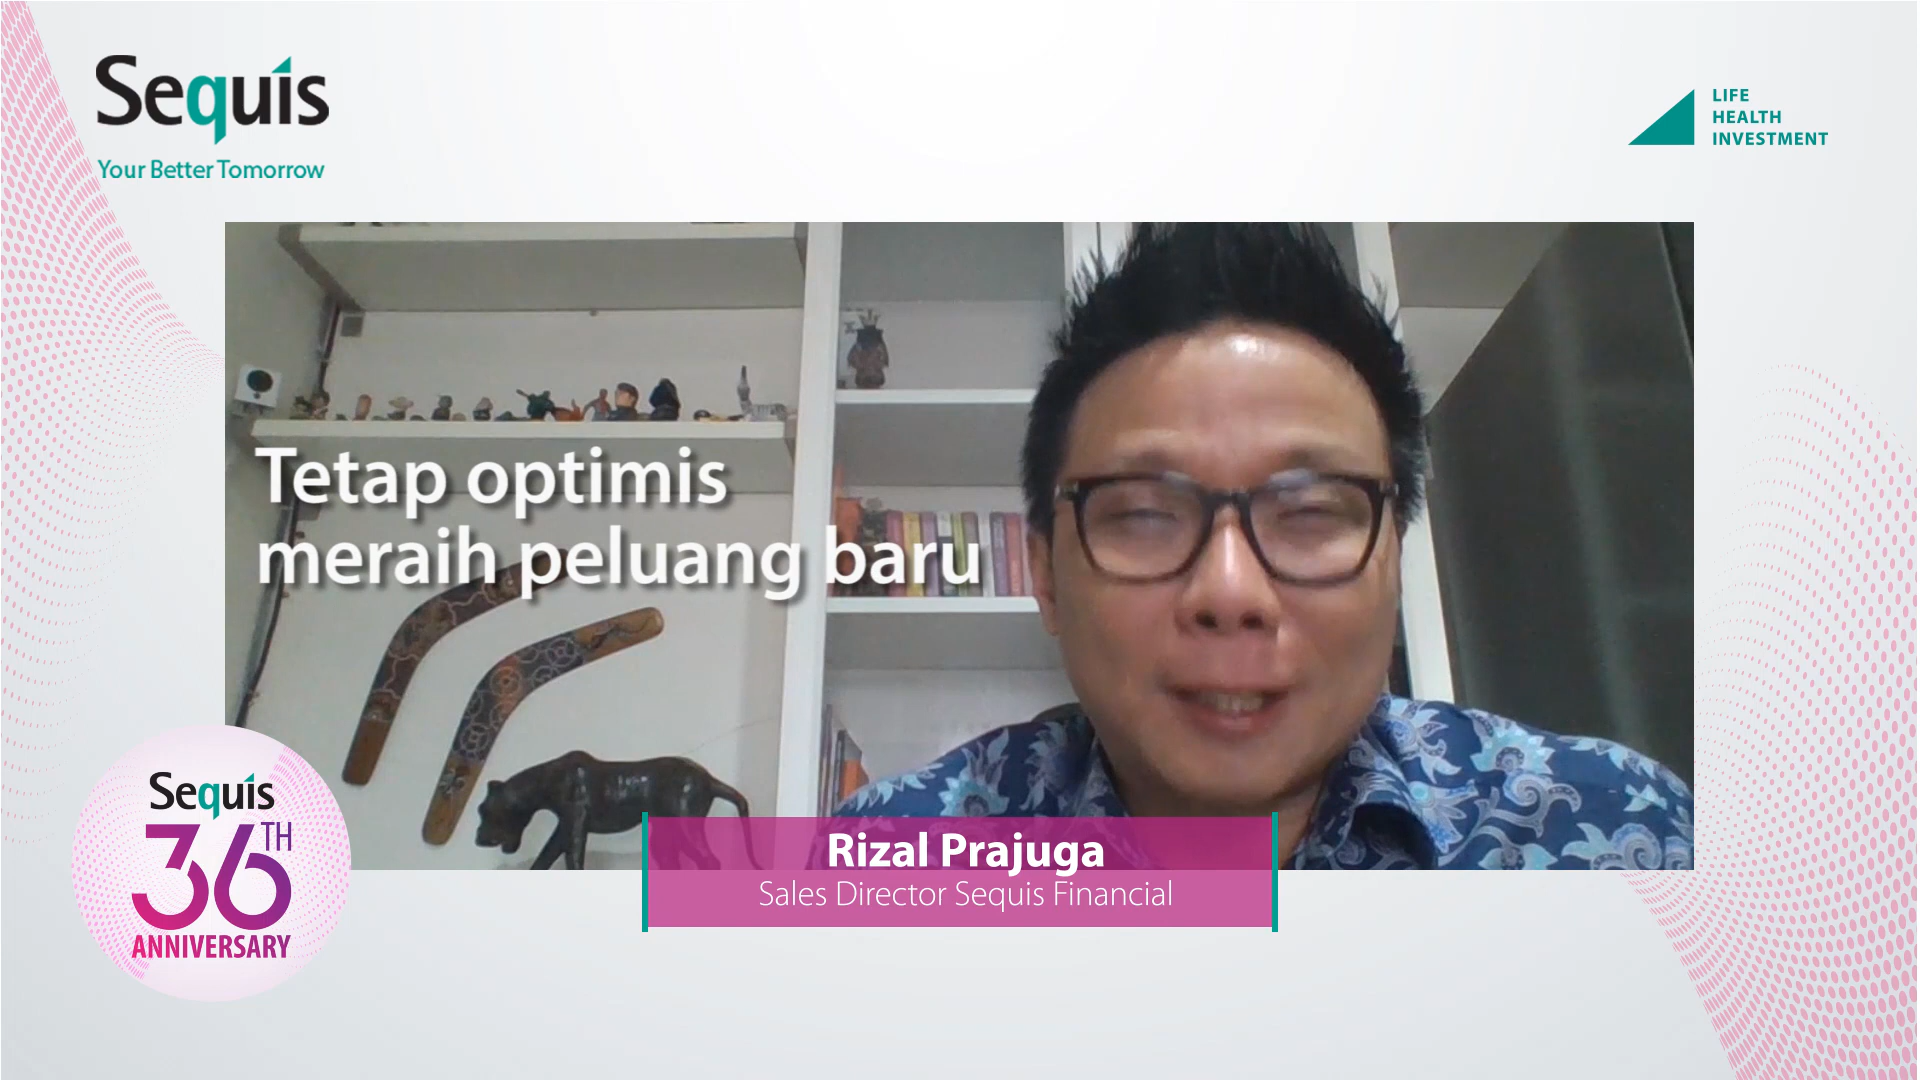 Sequis
Your Better Tomorrow
LIFE
HEALTH
INVESTMENT
Tetap optimis
meraih peluang baru
Sequis
36TH
ANNIVERSARY
Rizal Prajuga
Sales Director Sequis Financial